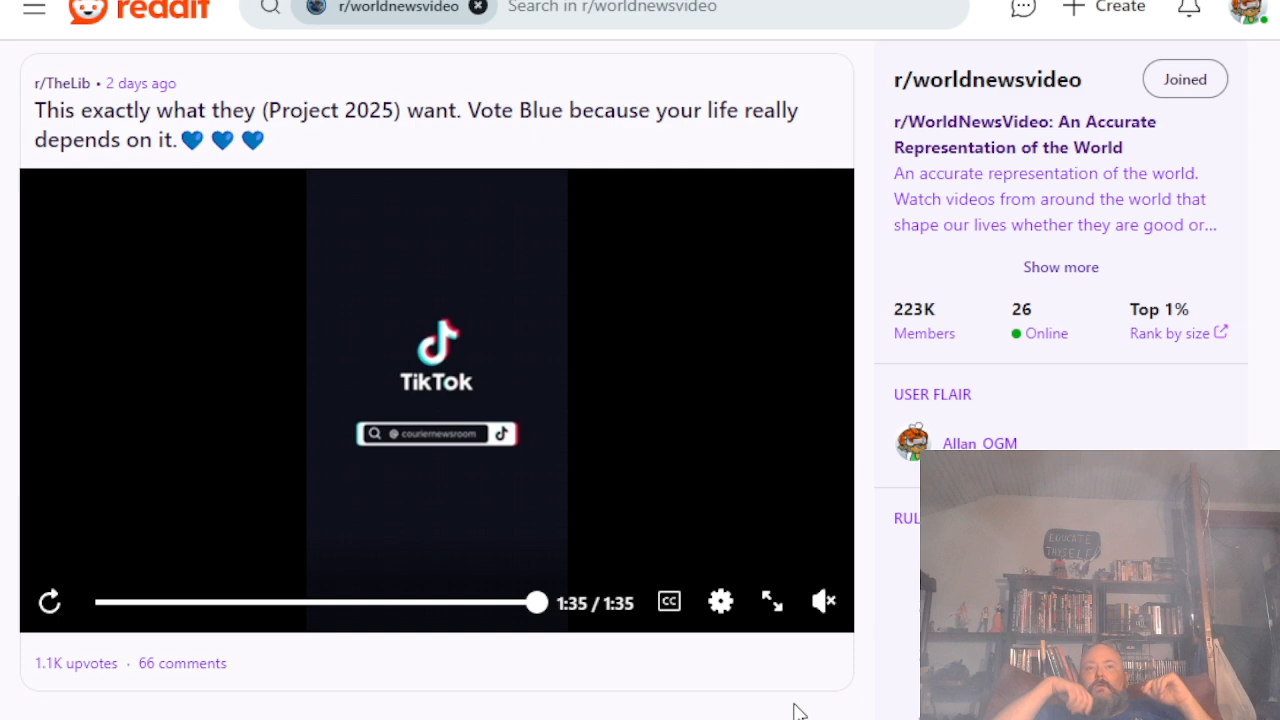 reddit
r/worldnewsvideo
Search in r/worldnewsvideo
Create
r/TheLib • 2 days ago
This exactly what they (Project 2025) want. Vote Blue because your life really
depends on it.💙 💙 💙
TikTok
@ couriernewsroom
1:35 / 1:35
CC
1.1K upvotes · 66 comments
r/worldnewsvideo
Joined
r/WorldNewsVideo: An Accurate
Representation of the World
An accurate representation of the world.
Watch videos from around the world that
shape our lives whether they are good or...
Show more
223K
26
Top 1%
Members
Online
Rank by size
USER FLAIR
Allan_OGM
RUL
EDUCATE
THYSELF